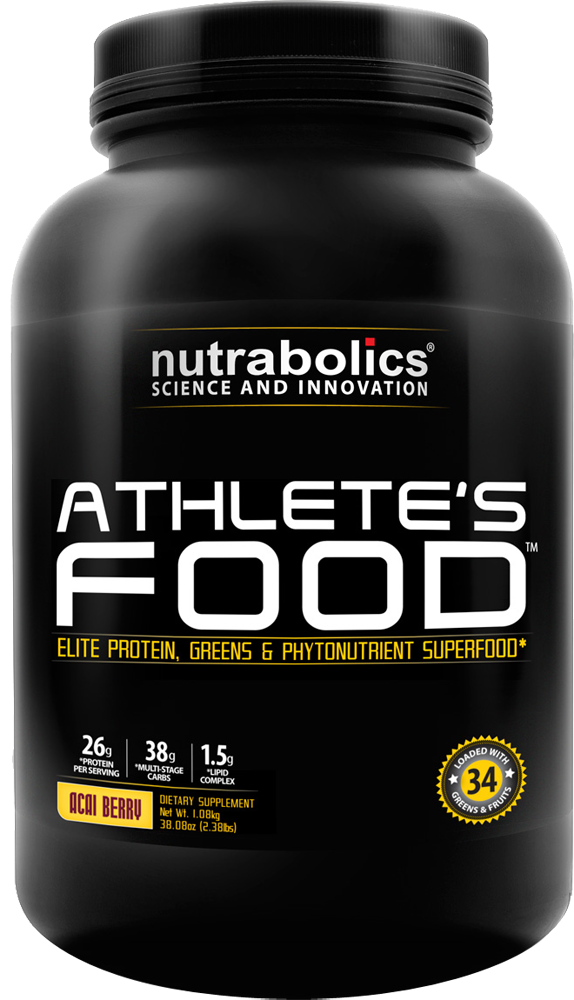 nutrabolics®
SCIENCE AND INNOVATION
ATHLETE'S
FOOD™
ELITE PROTEIN, GREENS & PHYTONUTRIENT SUPERFOOD*
26g
*PROTEIN
PER SERVING
38g
*MULTI-STAGE
CARBS
1.5g
*LIPID
COMPLEX
ACAI BERRY
DIETARY SUPPLEMENT
Net Wt. 1.08kg
38.08oz (2.38lbs)
LOADED WITH
34
GREENS & FRUITS